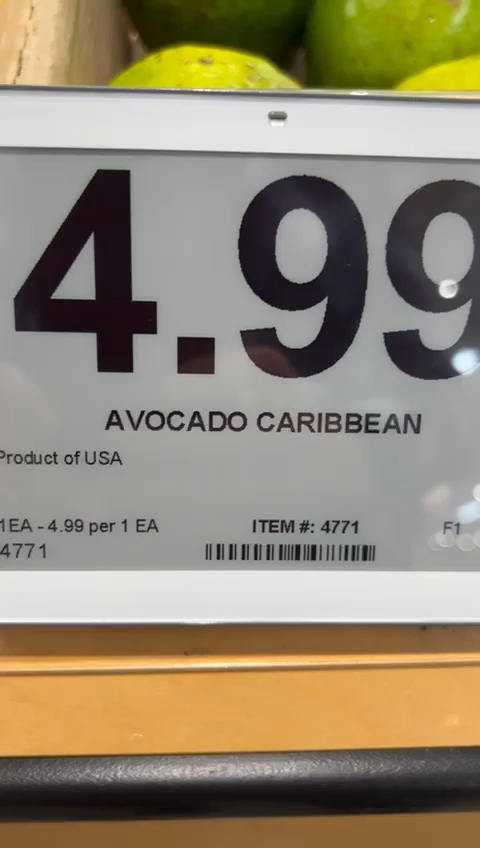 4.99
AVOCADO CARIBBEAN
Product of USA
1EA - 4.99 per 1 EA
ITEM #: 4771
F1
4771